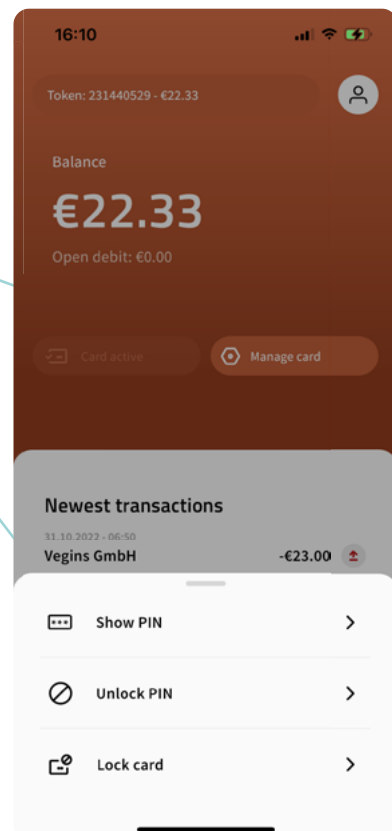 16:10
Token: 231440529 - €22.33
Balance
€22.33
Open debit: €0.00
Card active
Manage card
Newest transactions
31.10.2022 - 06:50
Vegins GmbH -€23.00
Show PIN
Unlock PIN
Lock card